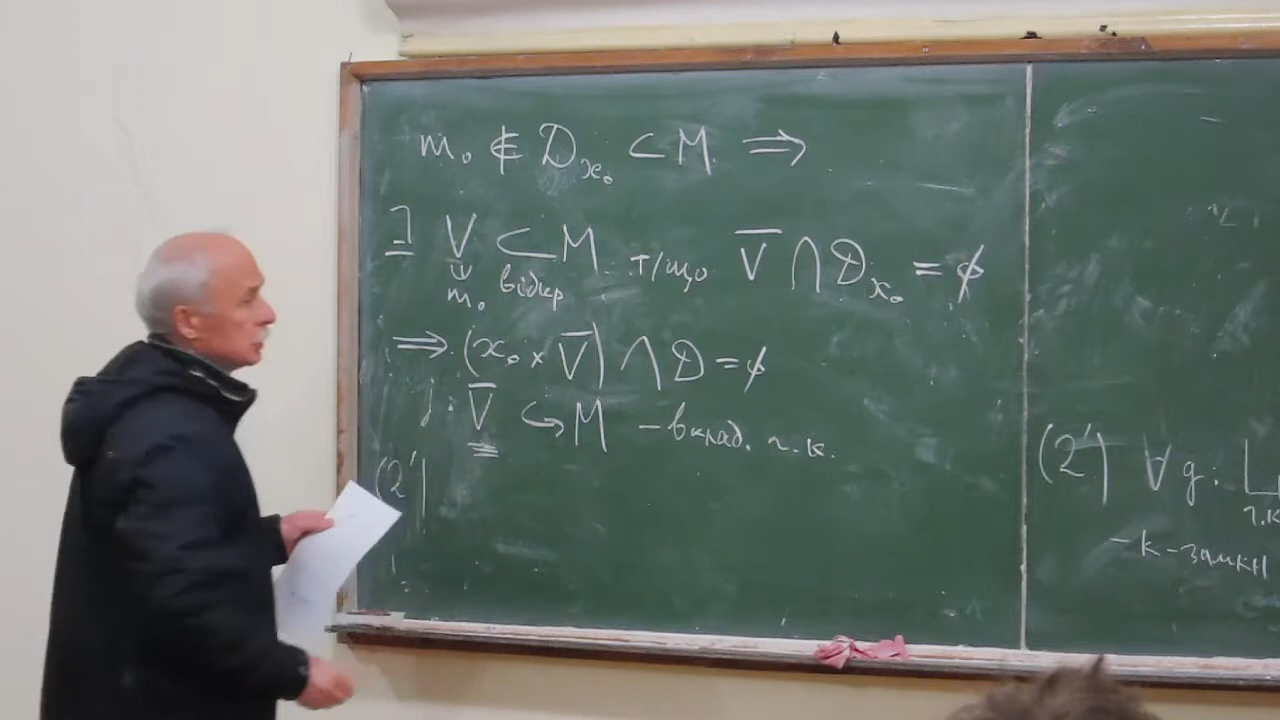 m₀ ∉ 𝒟_{x₀} ⊂ M ⟹
∃ V ⊂ M т/що V̅ ∩ 𝒟_{x₀} = ∅
m₀ відкр
⟹ (x₀ × V̅) ∩ 𝒟 = ∅
j: V̅ ↪ M – вклад. г.к.
(2')
(2') ∀ g:
г.к
– к-замкн